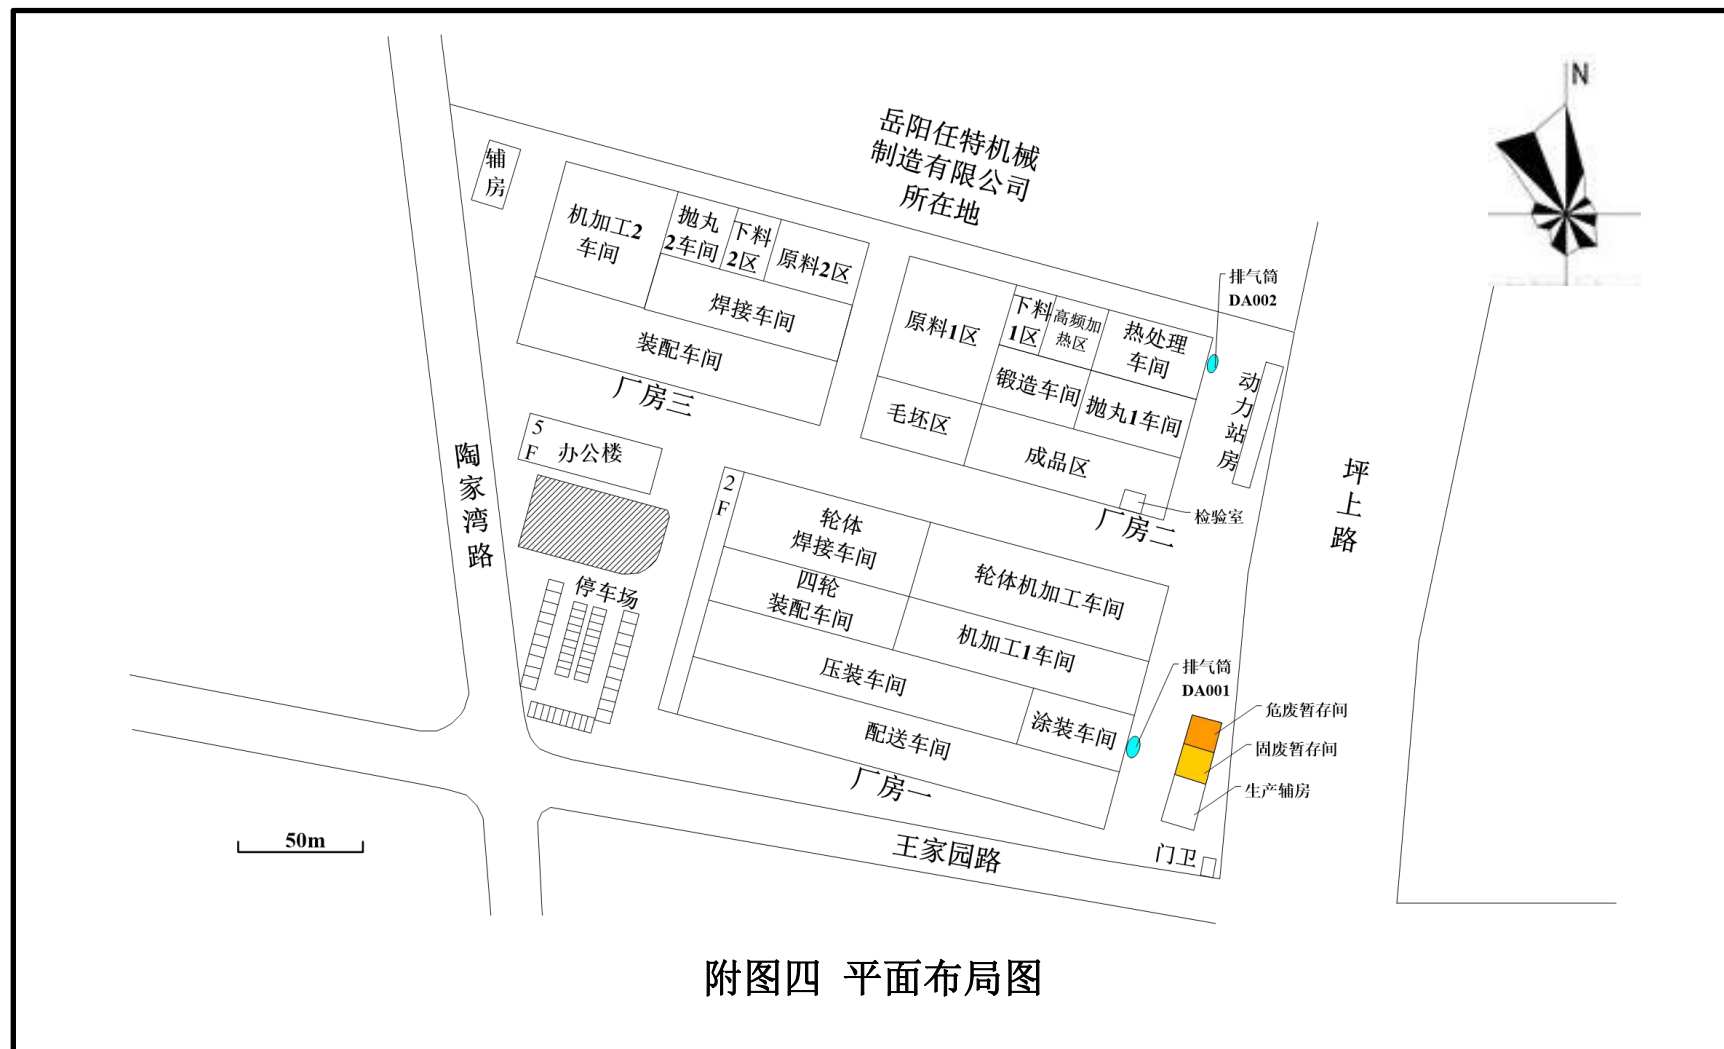 N
岳阳任特机械
制造有限公司
所在地
辅
房
机加工2
车间
抛丸
2车间
下料
2区
原料2区
焊接车间
装配车间
厂房三
排气筒
DA002
原料1区
下料
1区
高频加
热区
热处理
车间
锻造车间
抛丸1车间
毛坯区
成品区
检验室
厂房二
动力站房
坪上路
陶家湾路
5
F
办公楼
停车场
2
F
轮体
焊接车间
轮体机加工车间
四轮
装配车间
机加工1车间
压装车间
涂装车间
配送车间
厂房一
排气筒
DA001
危废暂存间
固废暂存间
生产辅房
门卫
王家园路
50m
附图四 平面布局图